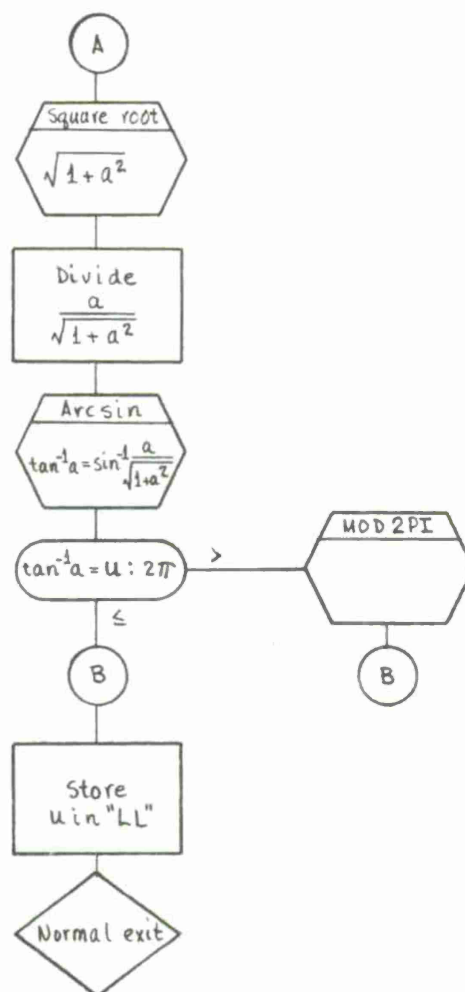 A
Square root
√1 + a²
Divide
a
√1 + a²
Arcsin
tan⁻¹a = sin⁻¹ a
√1+a²
tan⁻¹a = u : 2π
>
MOD 2PI
≤
B
B
Store
u in "LL"
Normal exit